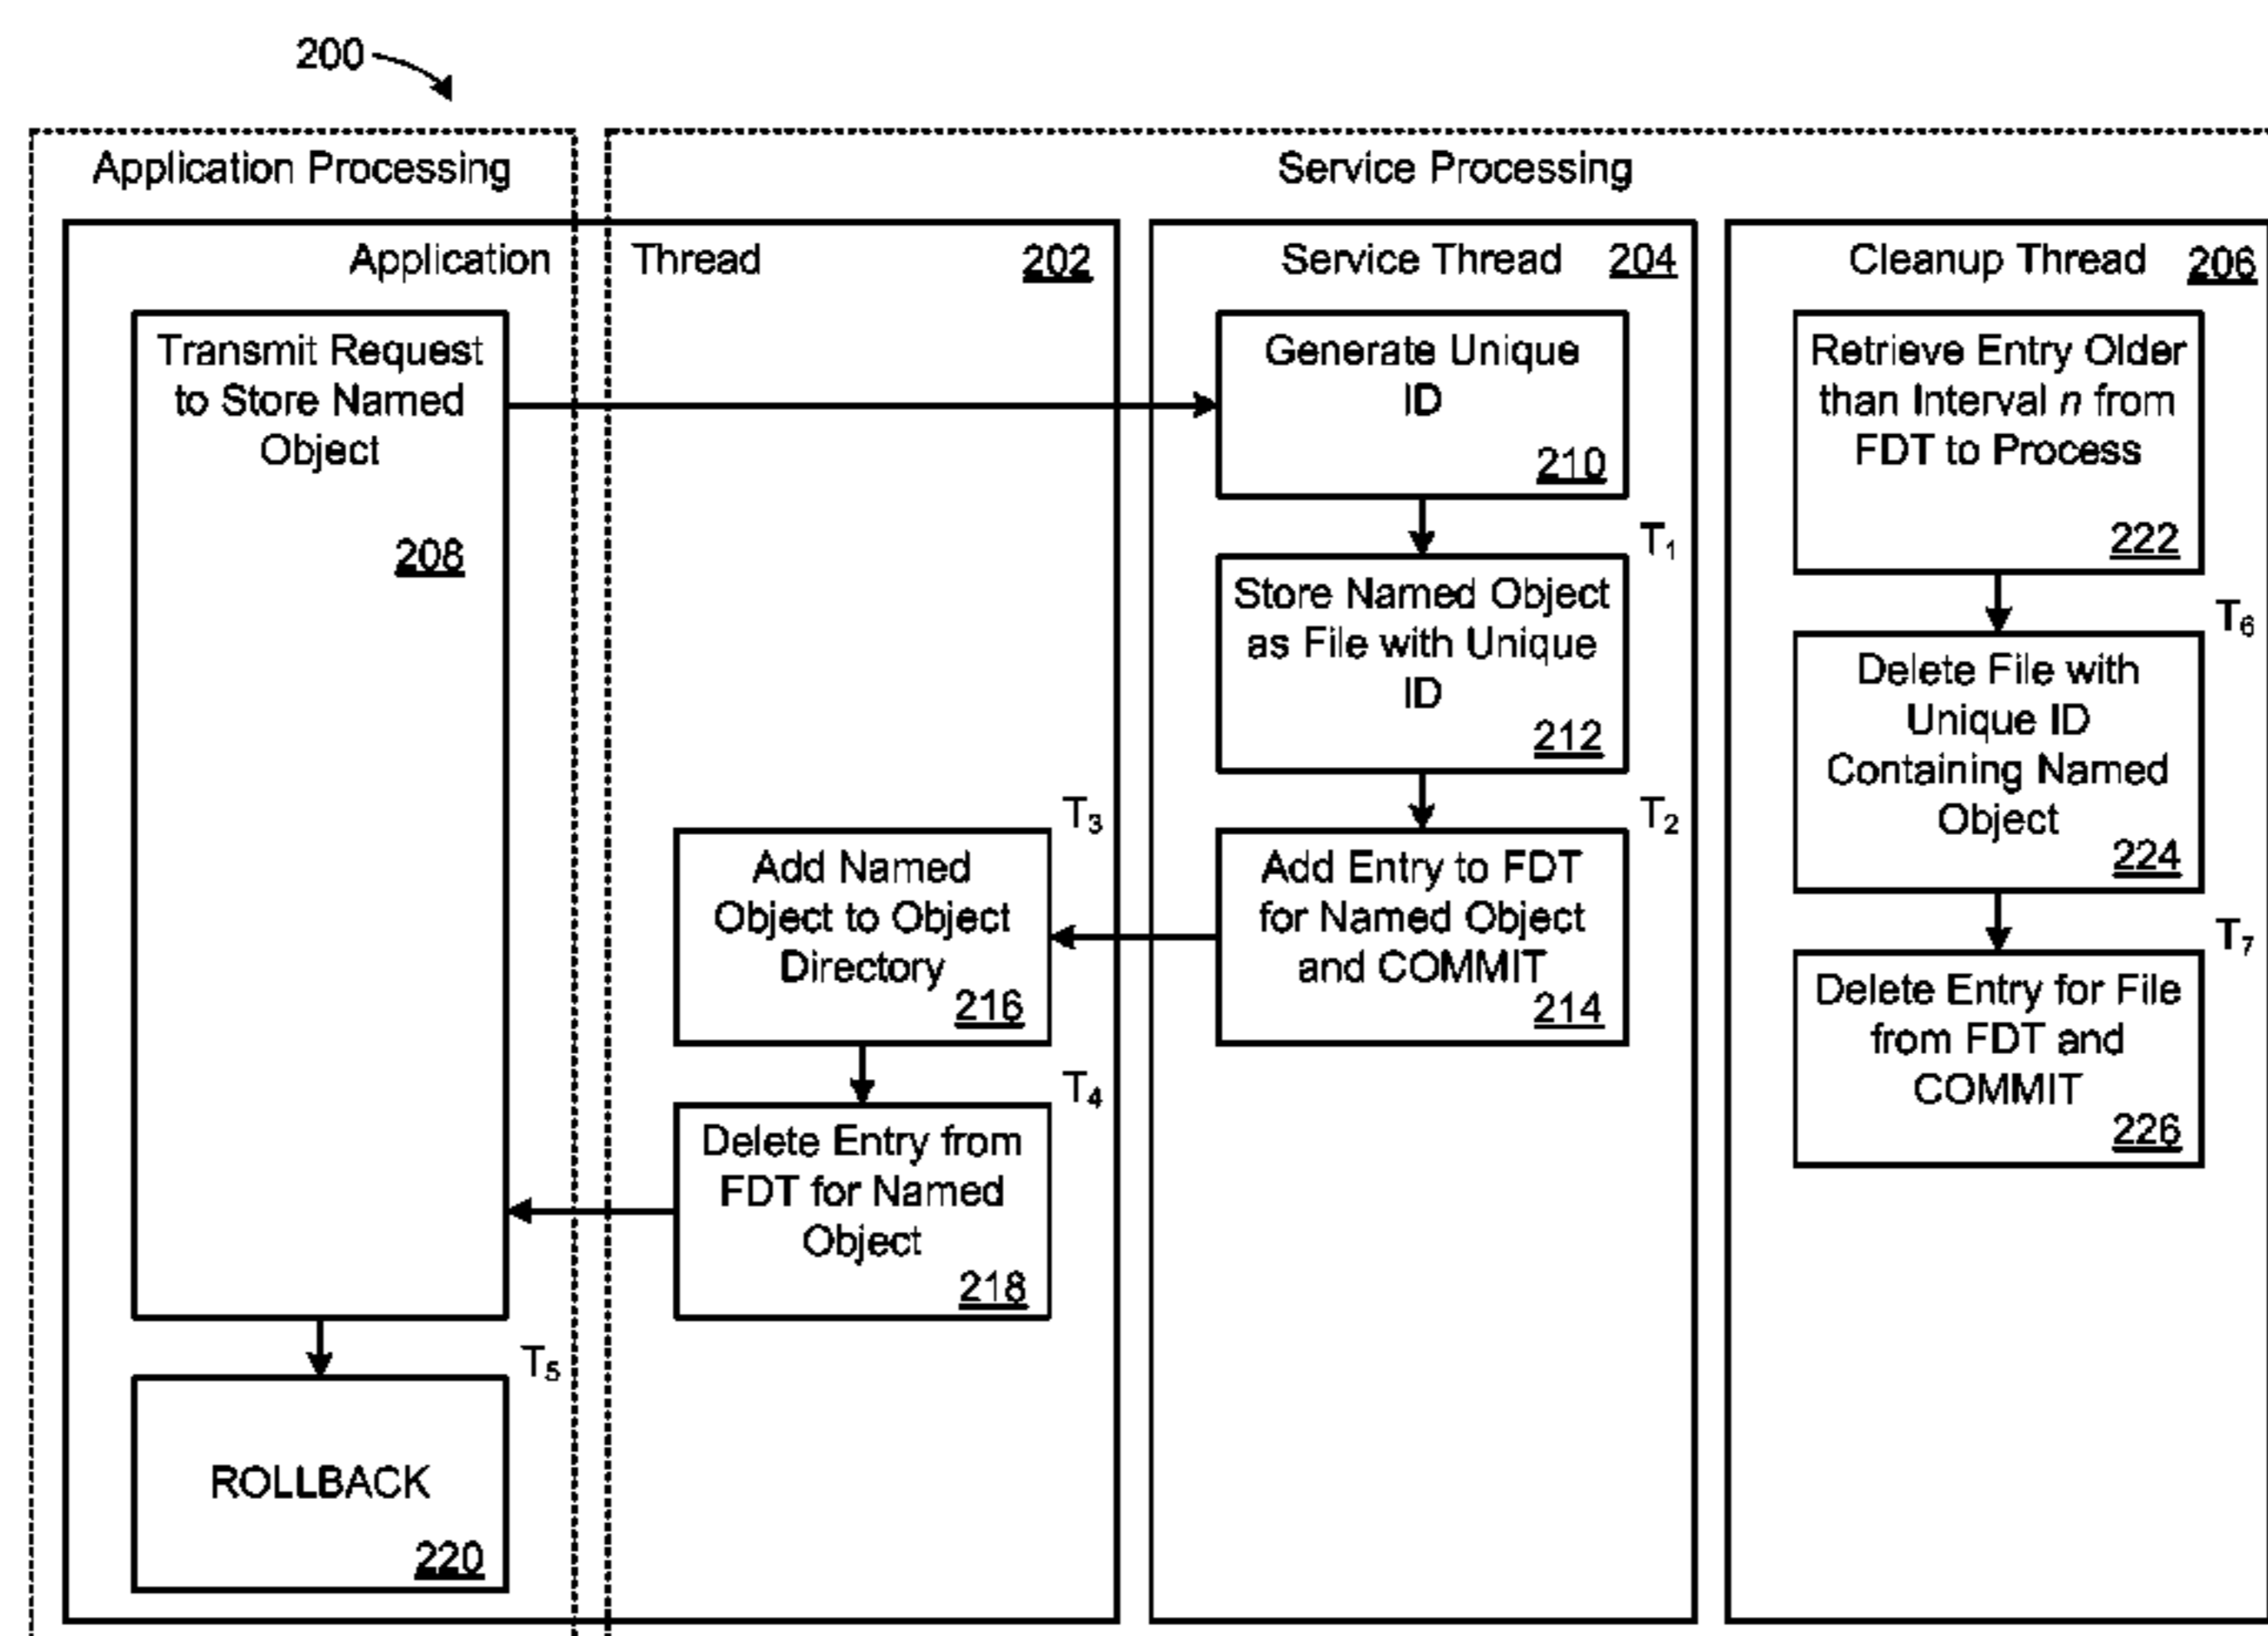 200
Application Processing
Service Processing
Application Thread 202
Service Thread 204
Cleanup Thread 206
Transmit Request
to Store Named
Object
208
Generate Unique
ID
210
T1
Store Named Object
as File with Unique
ID
212
T2
Add Entry to FDT
for Named Object
and COMMIT
214
T3
Add Named
Object to Object
Directory
216
T4
Delete Entry from
FDT for Named
Object
218
T5
ROLLBACK
220
Retrieve Entry Older
than Interval n from
FDT to Process
222
T6
Delete File with
Unique ID
Containing Named
Object
224
T7
Delete Entry for File
from FDT and
COMMIT
226